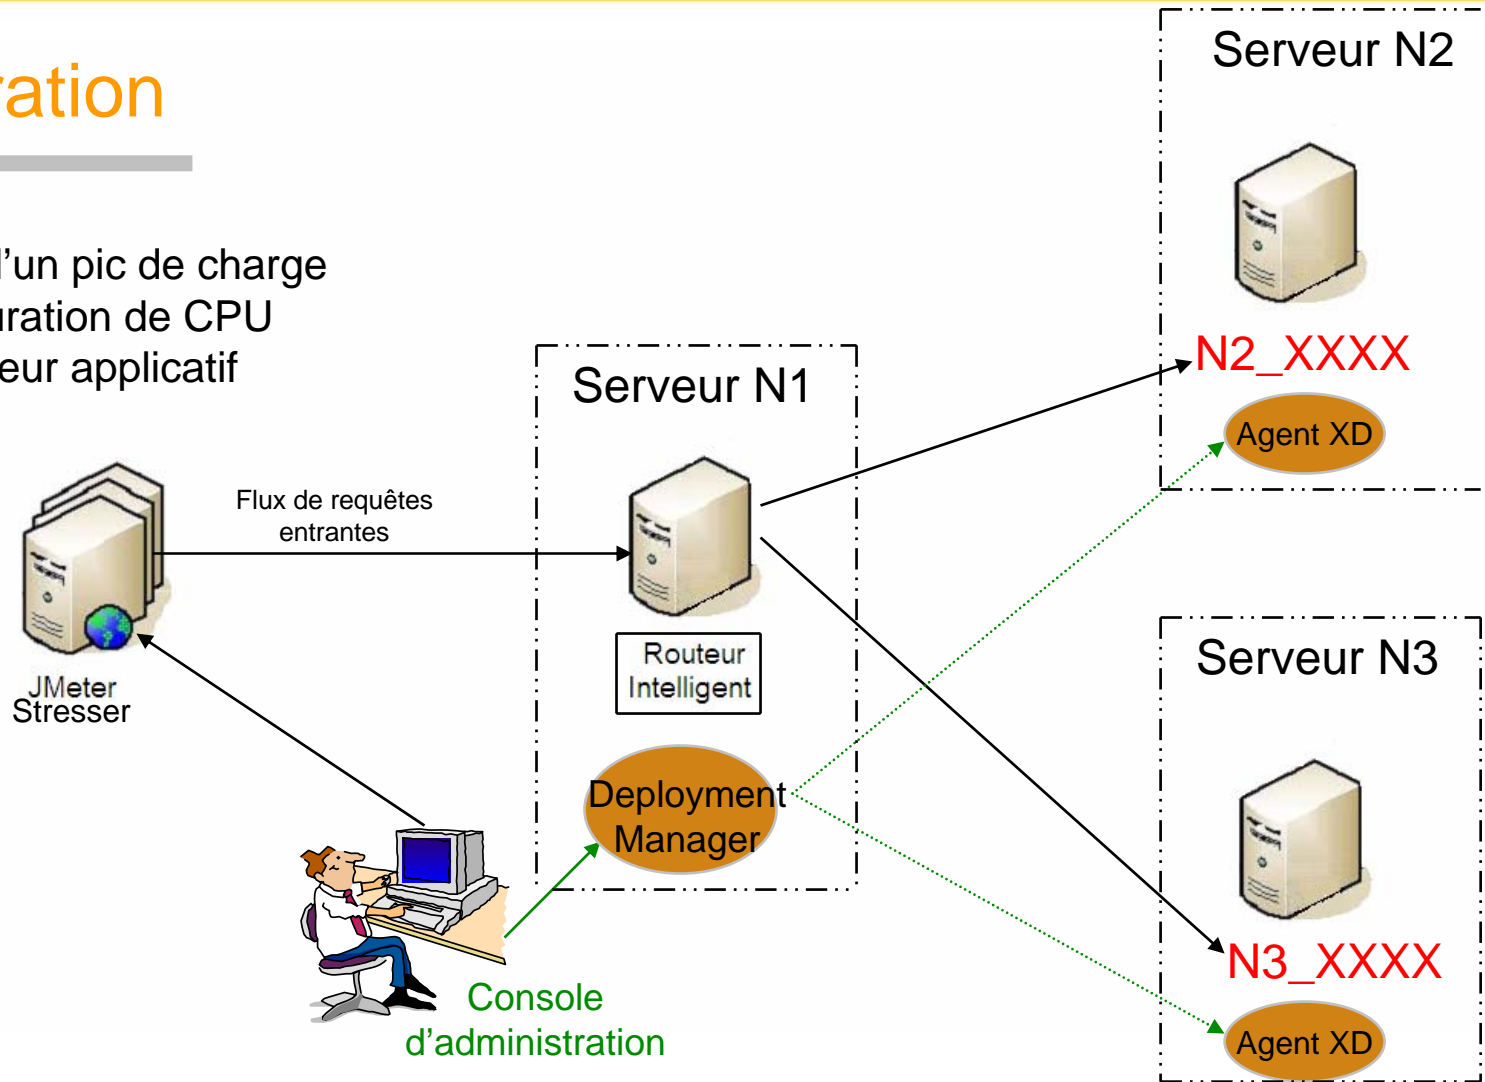 ration
l'un pic de charge
uration de CPU
eur applicatif
Flux de requêtes
entrantes
JMeter
Stresser
Serveur N1
Routeur
Intelligent
Deployment
Manager
Console
d'administration
Serveur N2
N2_XXXX
Agent XD
Serveur N3
N3_XXXX
Agent XD